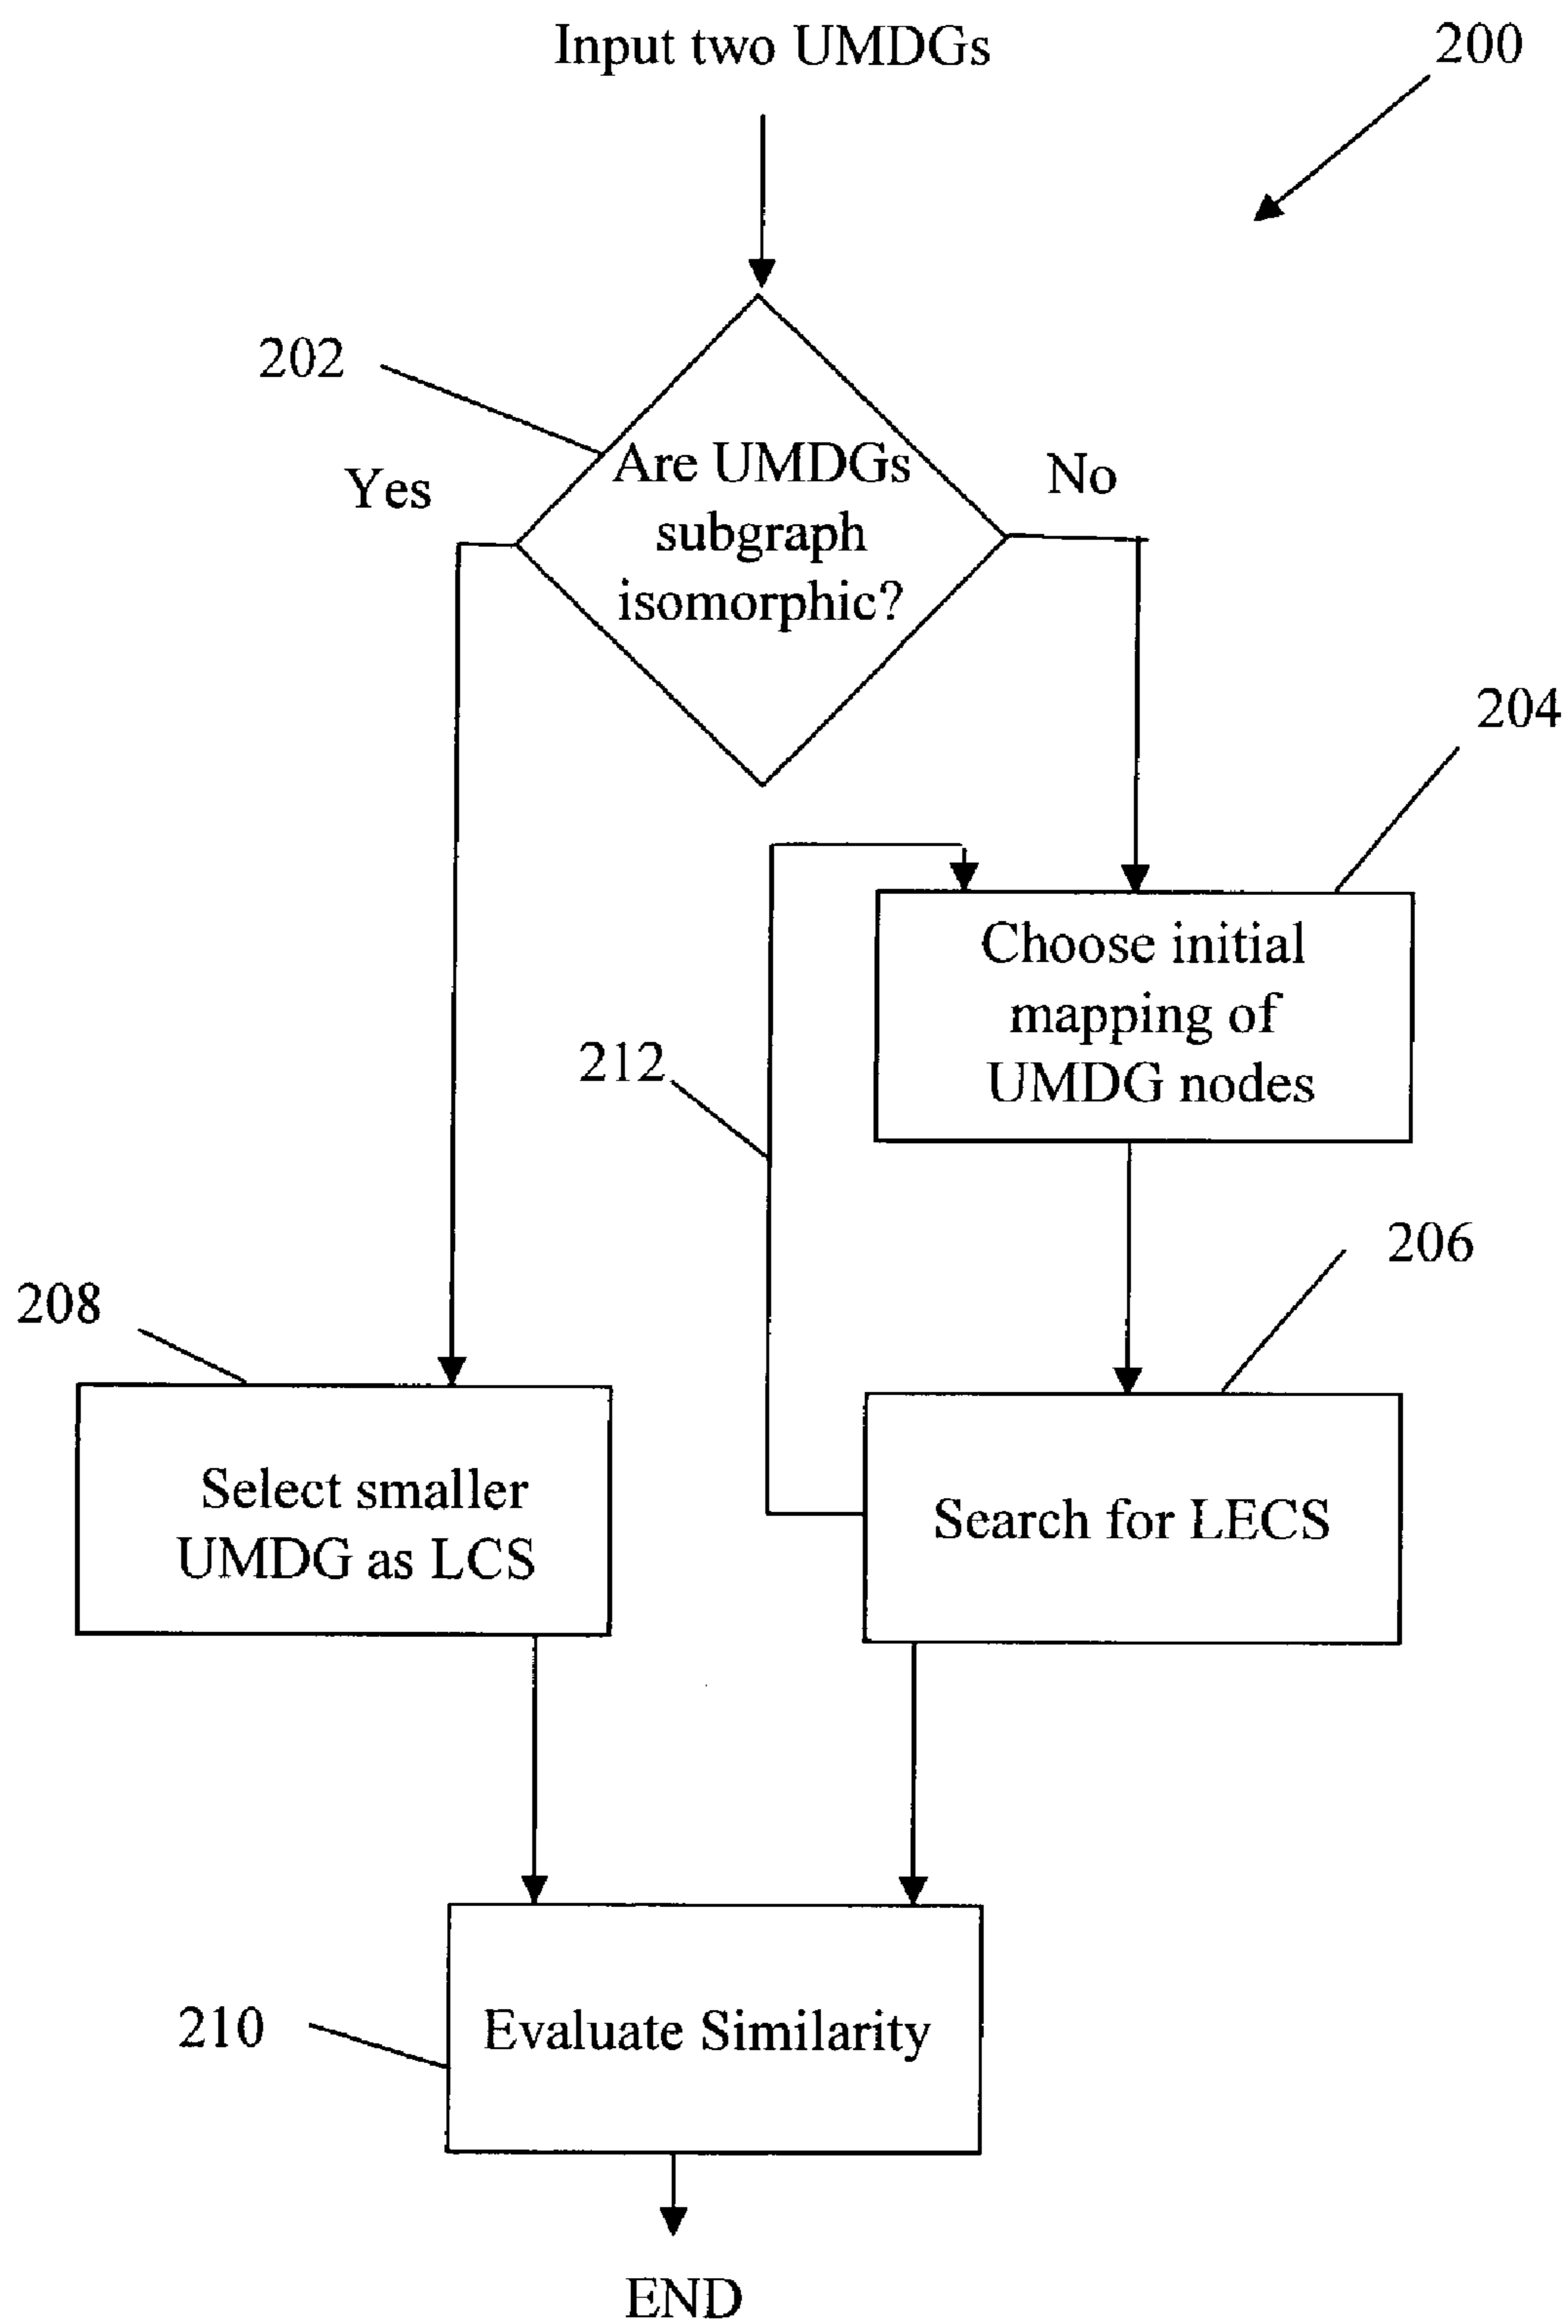 Input two UMDGs
200
202
Yes
Are UMDGs
subgraph
isomorphic?
No
204
Choose initial
mapping of
UMDG nodes
212
206
208
Select smaller
UMDG as LCS
Search for LECS
210
Evaluate Similarity
END